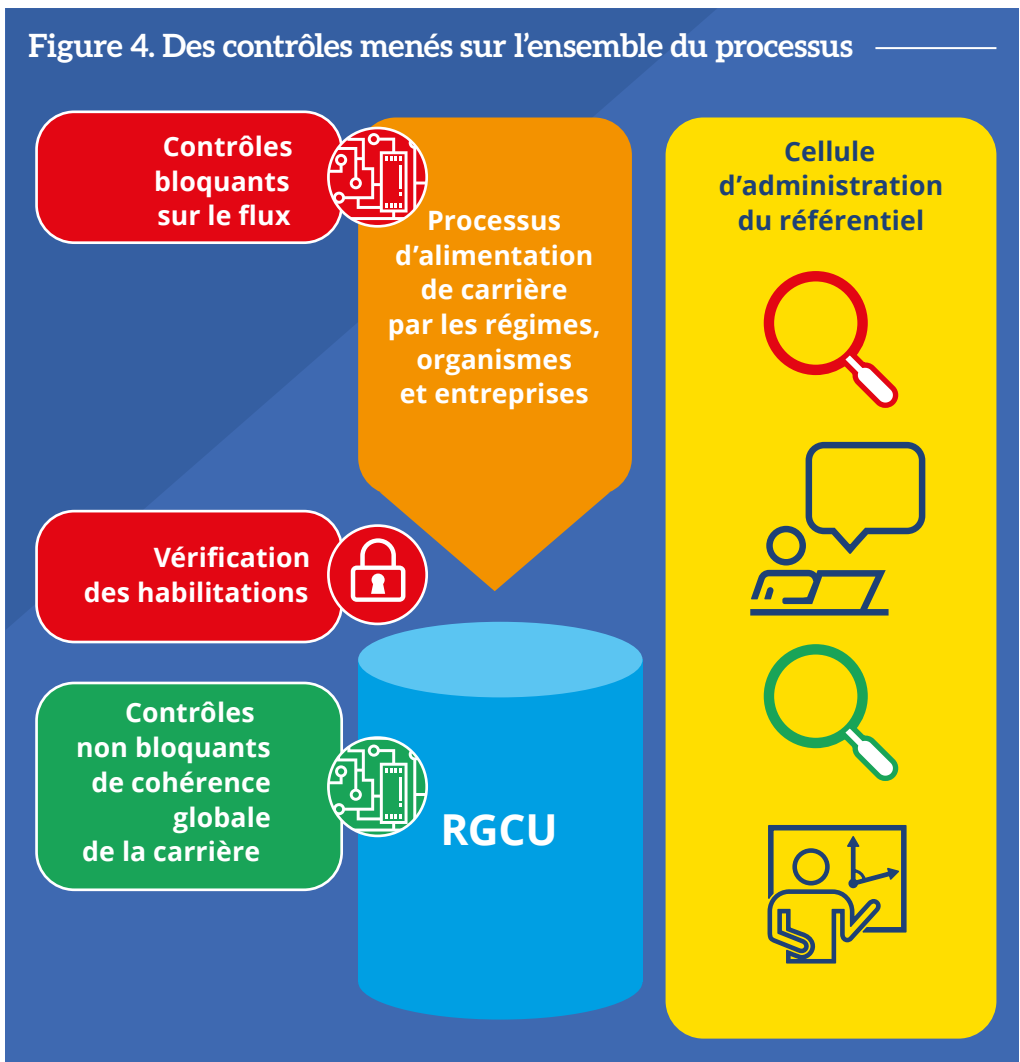 Figure 4. Des contrôles menés sur l’ensemble du processus
Contrôles
bloquants
sur le flux
Processus
d’alimentation
de carrière
par les régimes,
organismes
et entreprises
Cellule
d’administration
du référentiel
Vérification
des habilitations
Contrôles
non bloquants
de cohérence
globale
de la carrière
RGCU